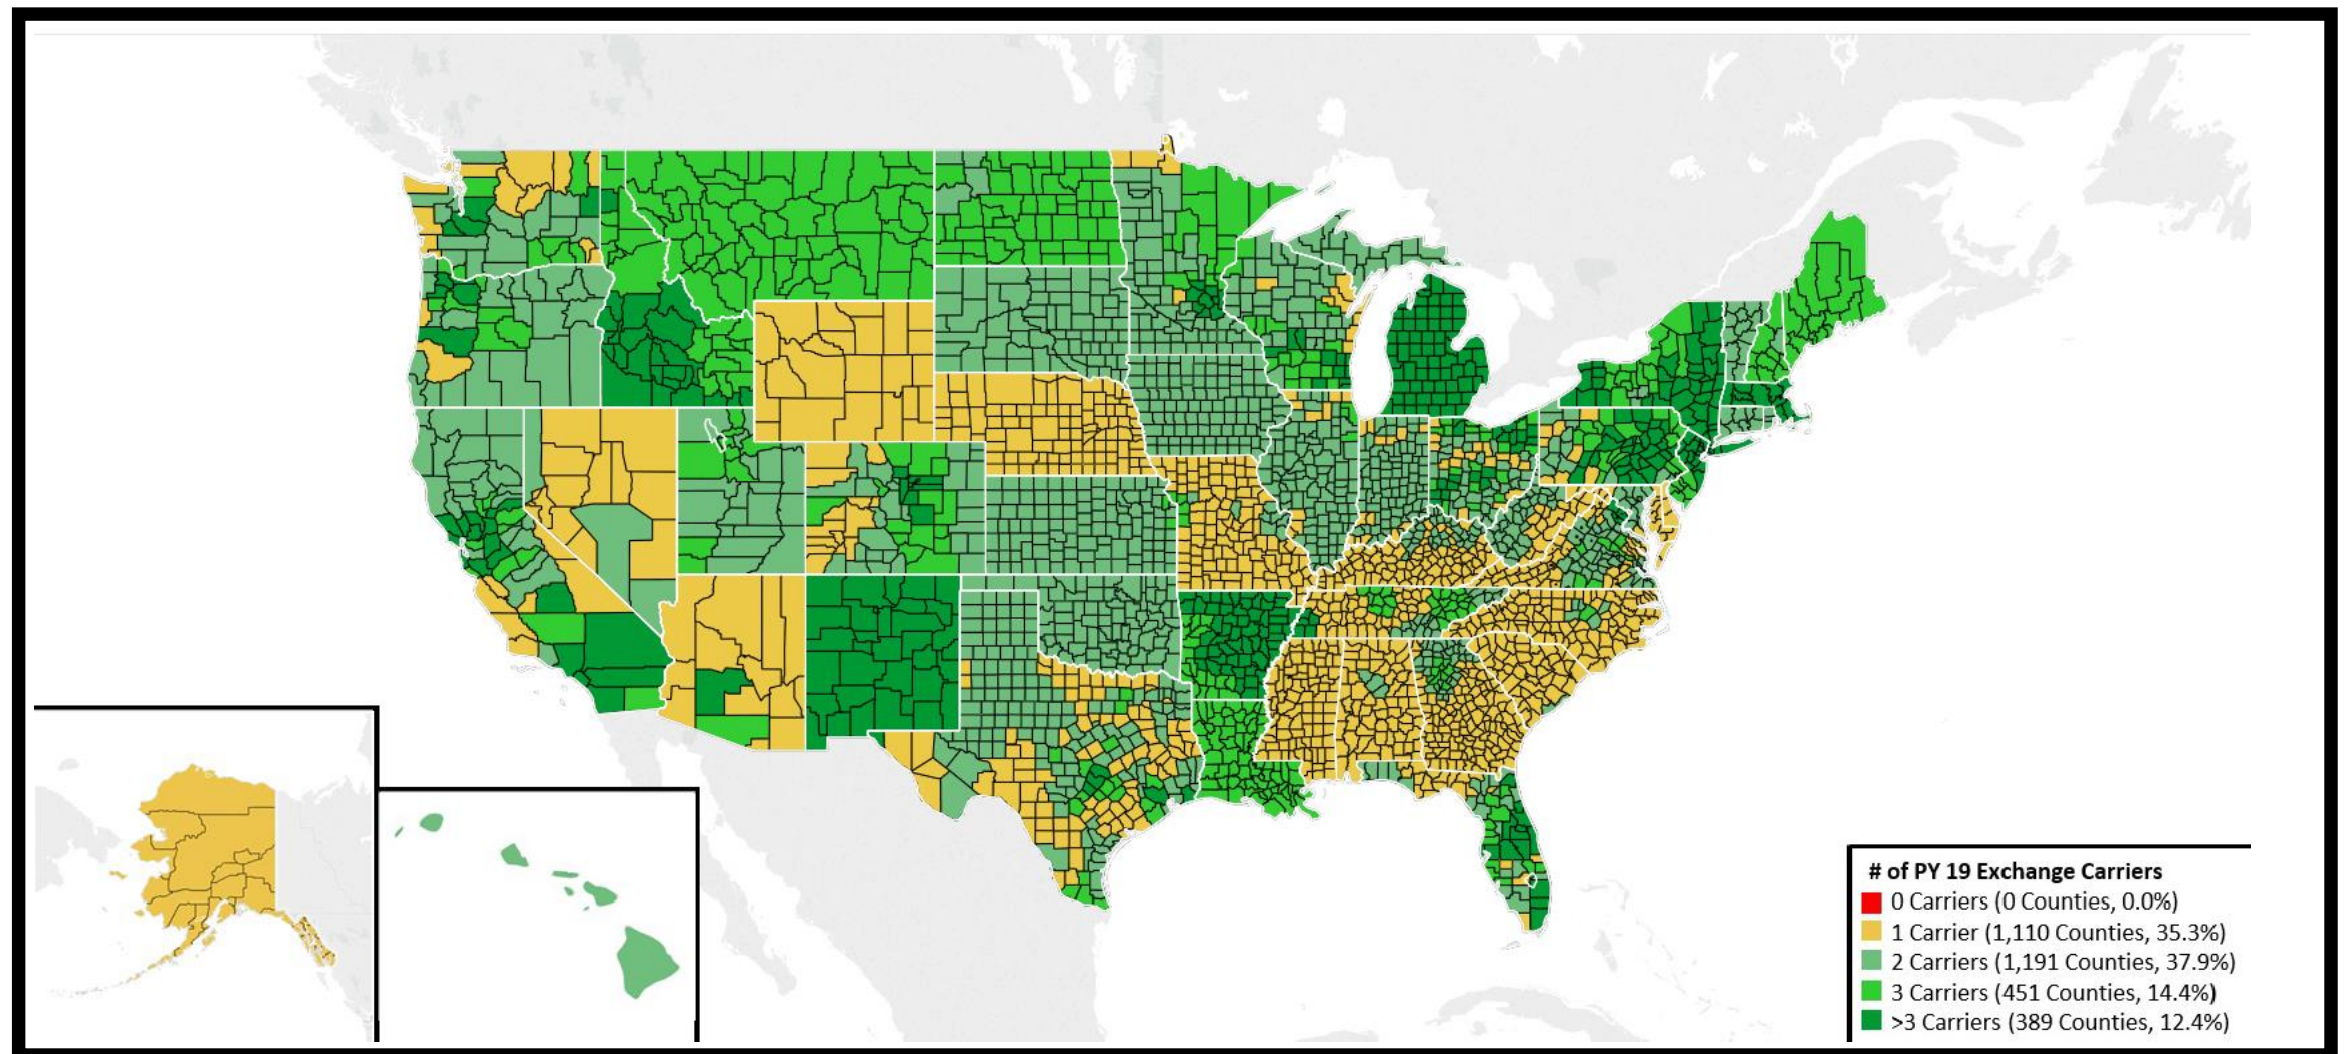 # of PY 19 Exchange Carriers
0 Carriers (0 Counties, 0.0%)
1 Carrier (1,110 Counties, 35.3%)
2 Carriers (1,191 Counties, 37.9%)
3 Carriers (451 Counties, 14.4%)
>3 Carriers (389 Counties, 12.4%)